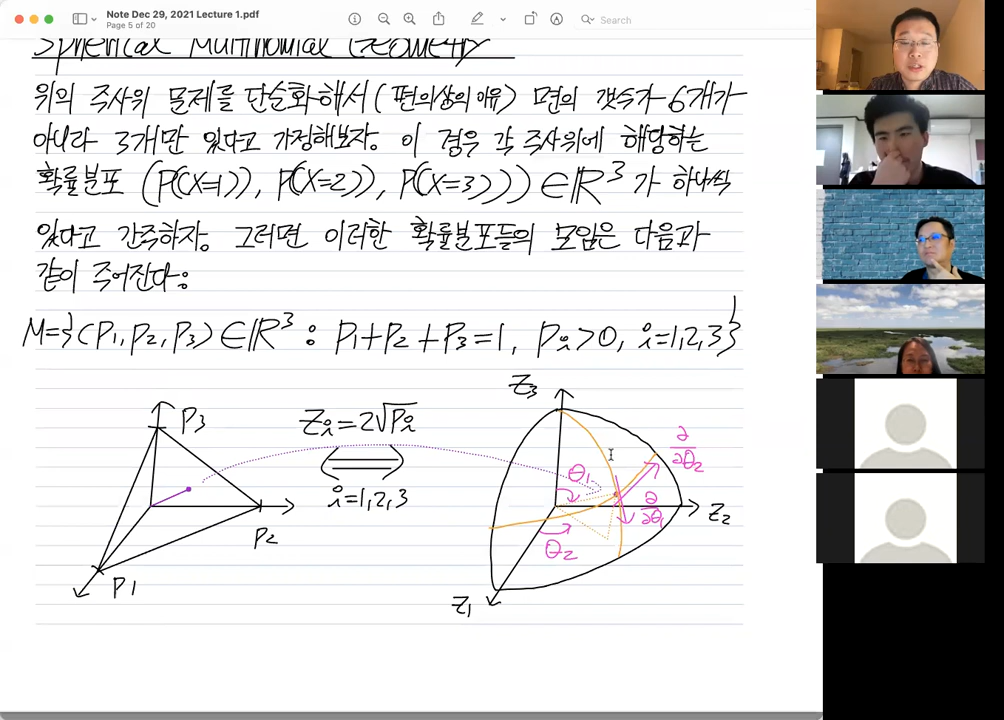 Note Dec 29, 2021 Lecture 1.pdf
Page 5 of 20
Search
Spherical Multinomial Geometry
위의 주사위 문제를 단순화해서 (편의상의 이유) 면의 갯수가 6개가
아니라 3개만 있다고 가정해보자. 이 경우 각 주사위에 해당하는
확률분포 (P(X=1)), P(X=2)), P(X=3))) ∈ ℝ³ 가 하나씩
있다고 간주하자. 그러면 이러한 확률분포들의 모임은 다음과
같이 주어진다:
M={(P1, P2, P3) ∈ ℝ³ : P1+P2+P3=1, Pi>0, i=1,2,3}
P3
P2
P1
Zi=2√Pi
⟺
i=1,2,3
Z3
θ1
∂/∂θ2
∂/∂θ1
Z2
θ2
Z1